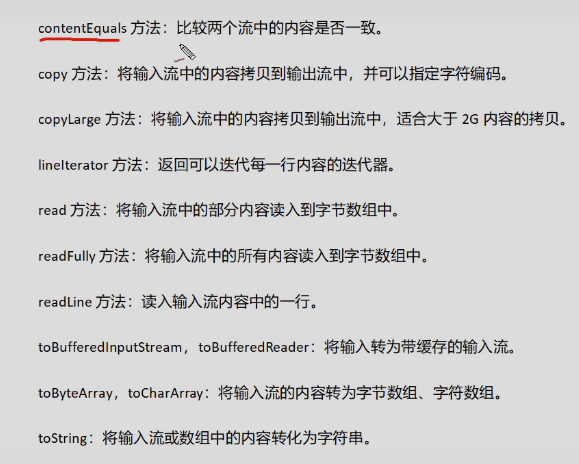 contentEquals 方法：比较两个流中的内容是否一致。
copy 方法：将输入流中的内容拷贝到输出流中，并可以指定字符编码。
copyLarge 方法：将输入流中的内容拷贝到输出流中，适合大于 2G 内容的拷贝。
lineIterator 方法：返回可以迭代每一行内容的迭代器。
read 方法：将输入流中的部分内容读入到字节数组中。
readFully 方法：将输入流中的所有内容读入到字节数组中。
readLine 方法：读入输入流内容中的一行。
toBufferedInputStream，toBufferedReader：将输入转为带缓存的输入流。
toByteArray，toCharArray：将输入流的内容转为字节数组、字符数组。
toString：将输入流或数组中的内容转化为字符串。